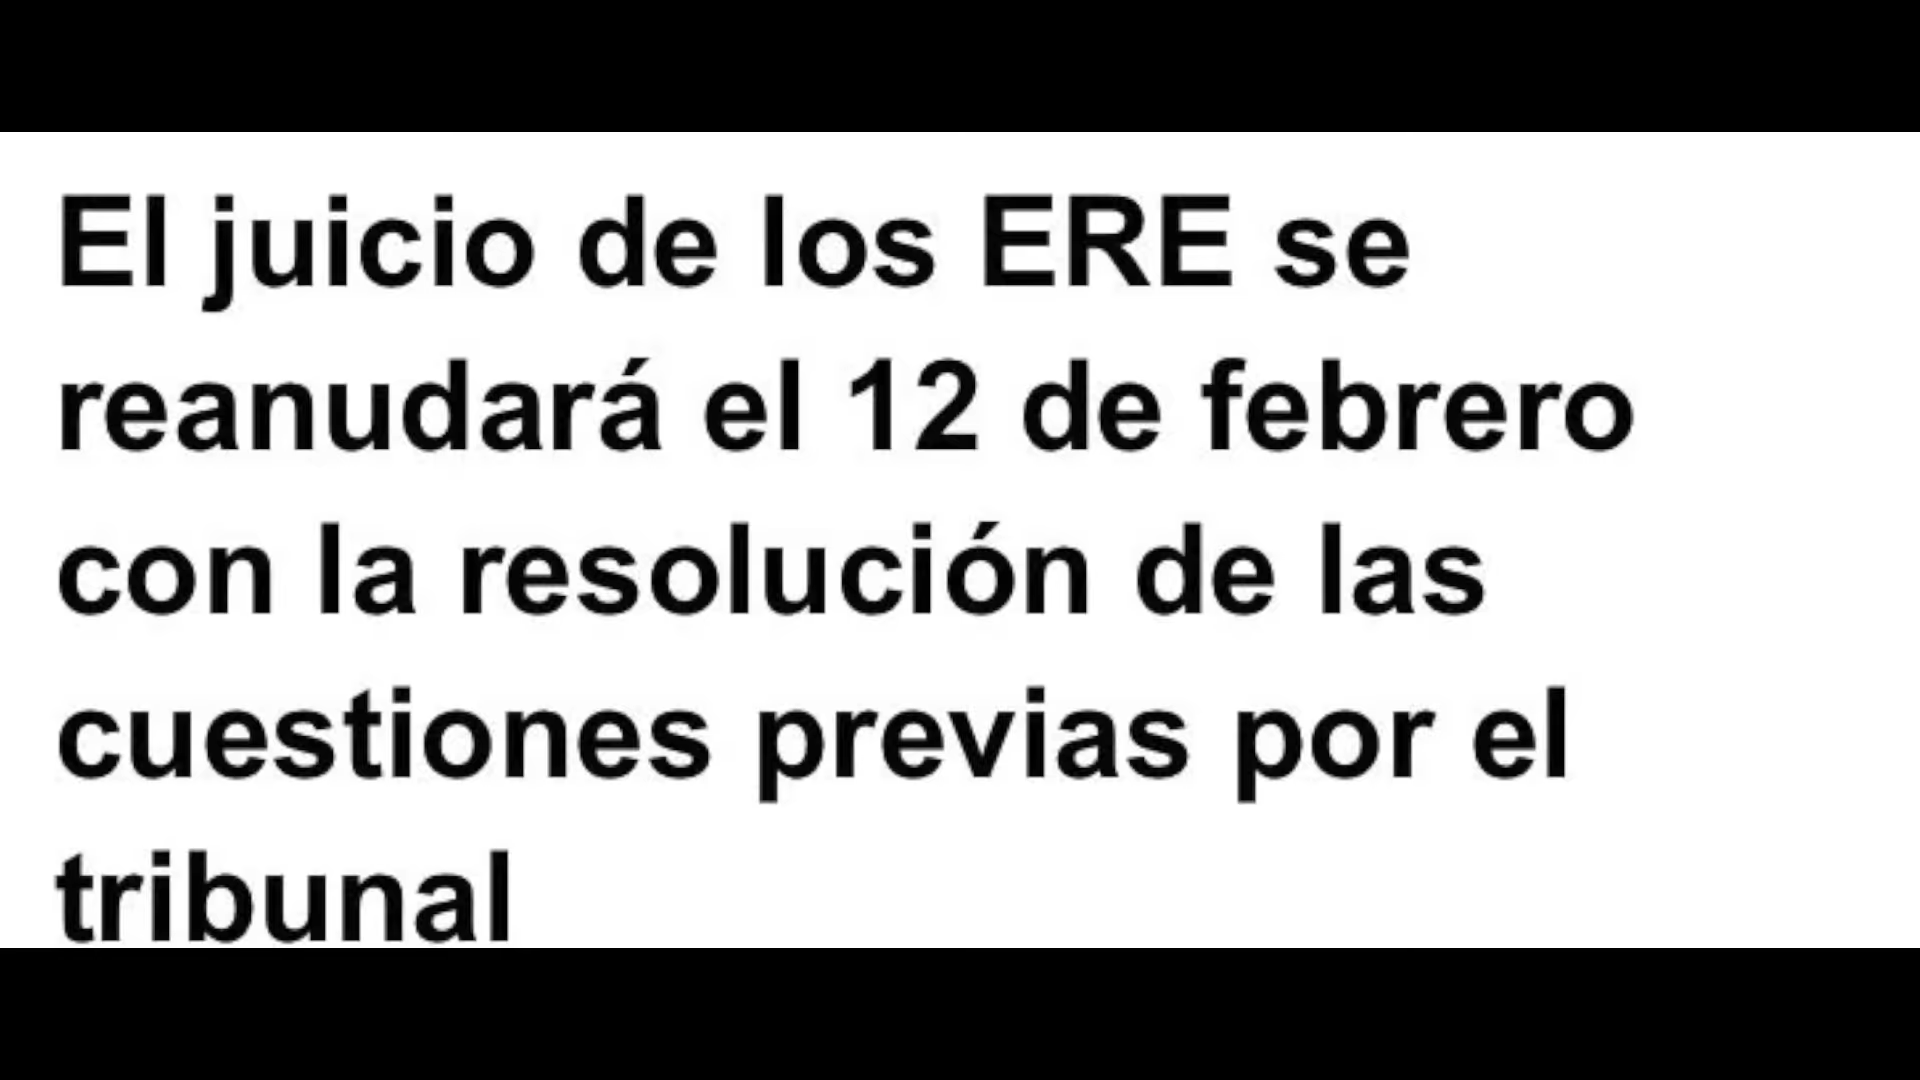 El juicio de los ERE se
reanudará el 12 de febrero
con la resolución de las
cuestiones previas por el
tribunal